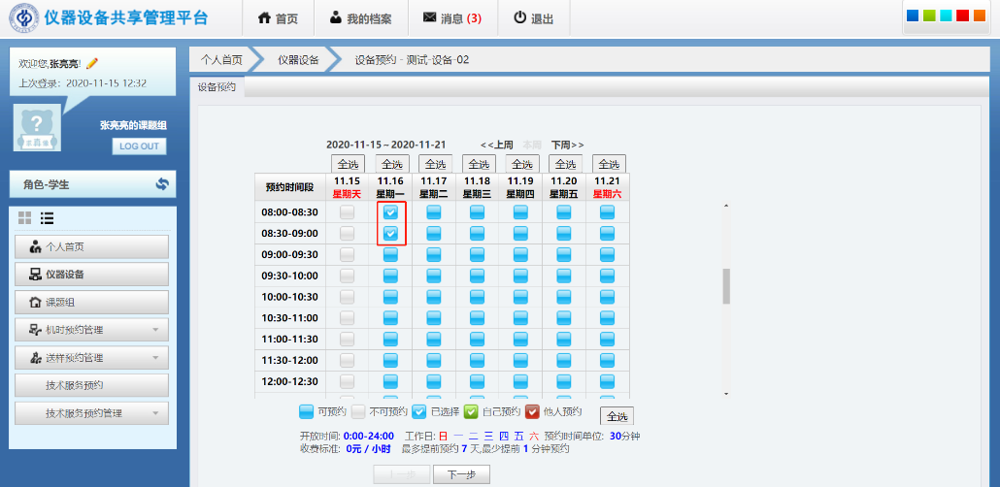 仪器设备共享管理平台 首页 我的档案 消息 (3) 退出
欢迎您,张亮亮!
上次登录: 2020-11-15 12:32
?
张亮亮的课题组
LOG OUT
角色-学生
个人首页
仪器设备
课题组
机时预约管理
送样预约管理
技术服务预约
技术服务预约管理
个人首页 仪器设备 设备预约 - 测试-设备-02
设备预约
2020-11-15~2020-11-21 <<上周 本周 下周>>
全选 全选 全选 全选 全选 全选 全选
预约时间段 11.15 11.16 11.17 11.18 11.19 11.20 11.21
星期天 星期一 星期二 星期三 星期四 星期五 星期六
08:00-08:30
08:30-09:00
09:00-09:30
09:30-10:00
10:00-10:30
10:30-11:00
11:00-11:30
11:30-12:00
12:00-12:30
可预约 不可预约 已选择 自己预约 他人预约 全选
开放时间: 0:00-24:00 工作日: 日 一 二 三 四 五 六 预约时间单位: 30分钟
收费标准: 0元 / 小时 最多提前预约 7 天,最少提前 1 分钟预约
上一步 下一步